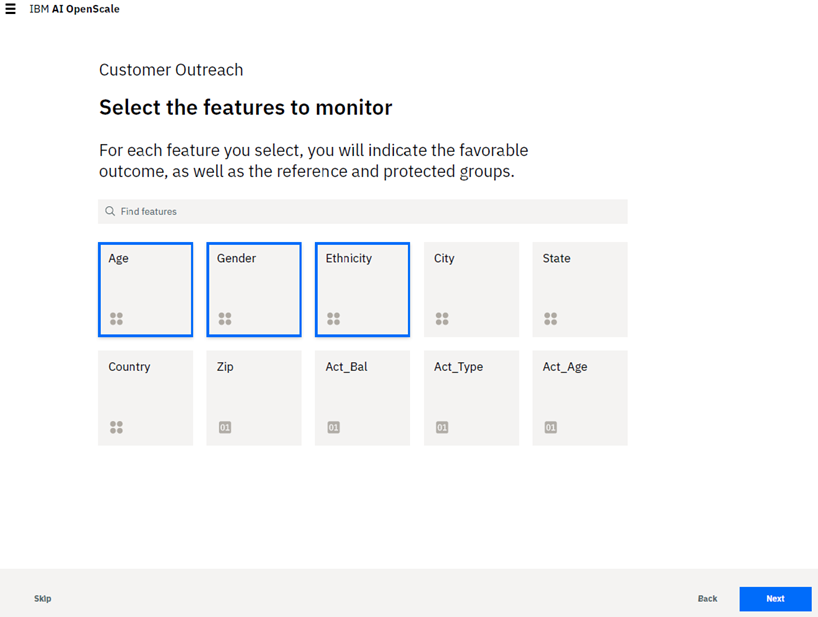 IBM AI OpenScale
Customer Outreach
Select the features to monitor
For each feature you select, you will indicate the favorable
outcome, as well as the reference and protected groups.
Find features
Age Gender Ethnicity City State
Country Zip Act_Bal Act_Type Act_Age
01 01 01 01
Skip Back Next